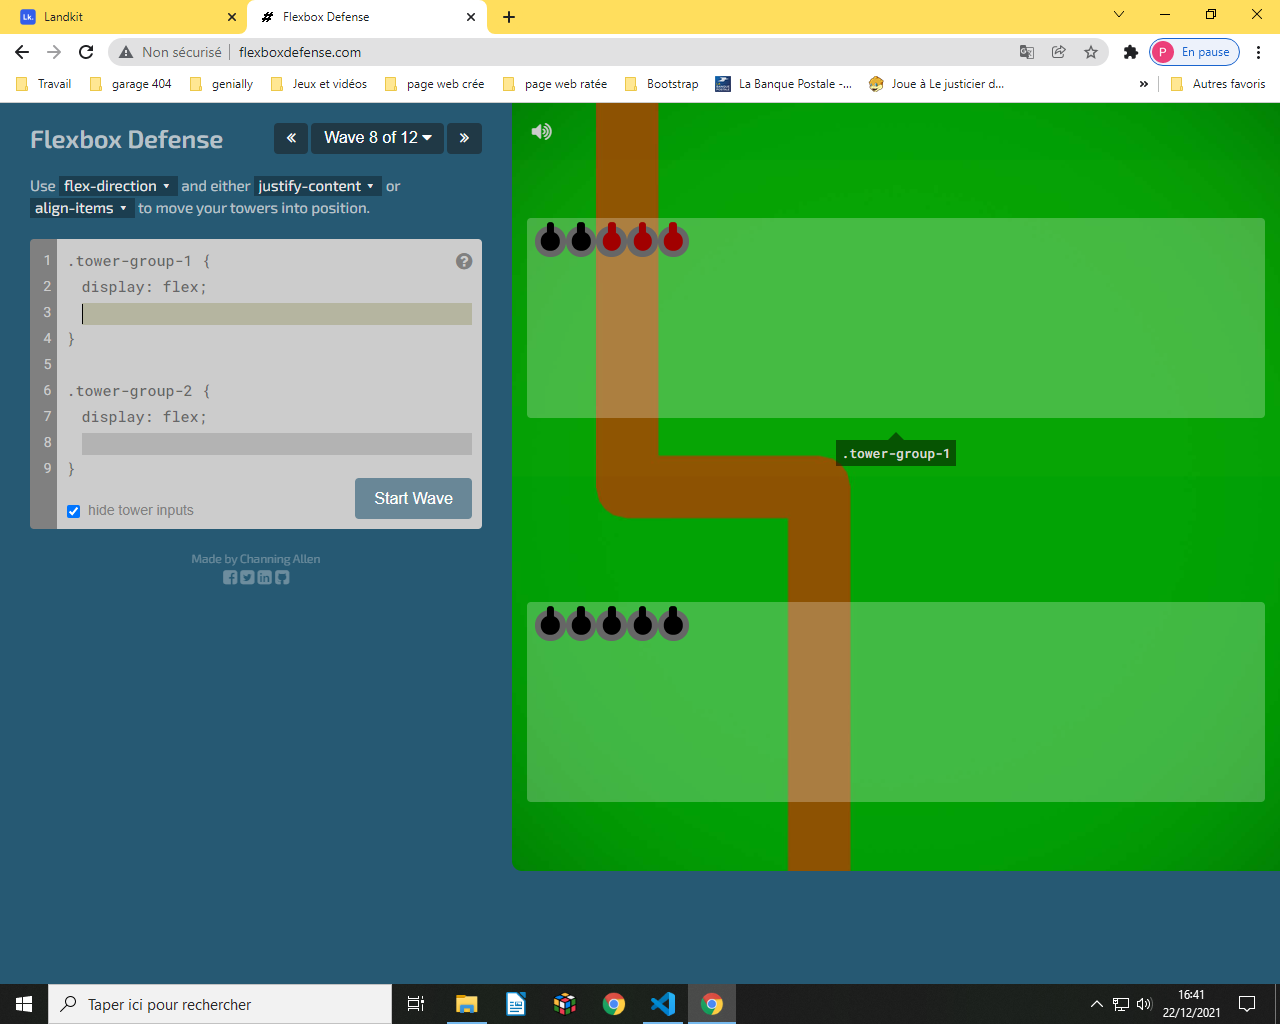 Landkit
Flexbox Defense
Non sécurisé
flexboxdefense.com
P
En pause
Travail
garage 404
genially
Jeux et vidéos
page web crée
page web ratée
Bootstrap
La Banque Postale -...
Joue à Le justicier d...
»
Autres favoris
Flexbox Defense
«
Wave 8 of 12
»
Use flex-direction and either justify-content or
align-items to move your towers into position.
1 .tower-group-1 {
2 display: flex;
3
4 }
5
6 .tower-group-2 {
7 display: flex;
8
9 }
hide tower inputs
Start Wave
Made by Channing Allen
.tower-group-1
Taper ici pour rechercher
16:41
22/12/2021